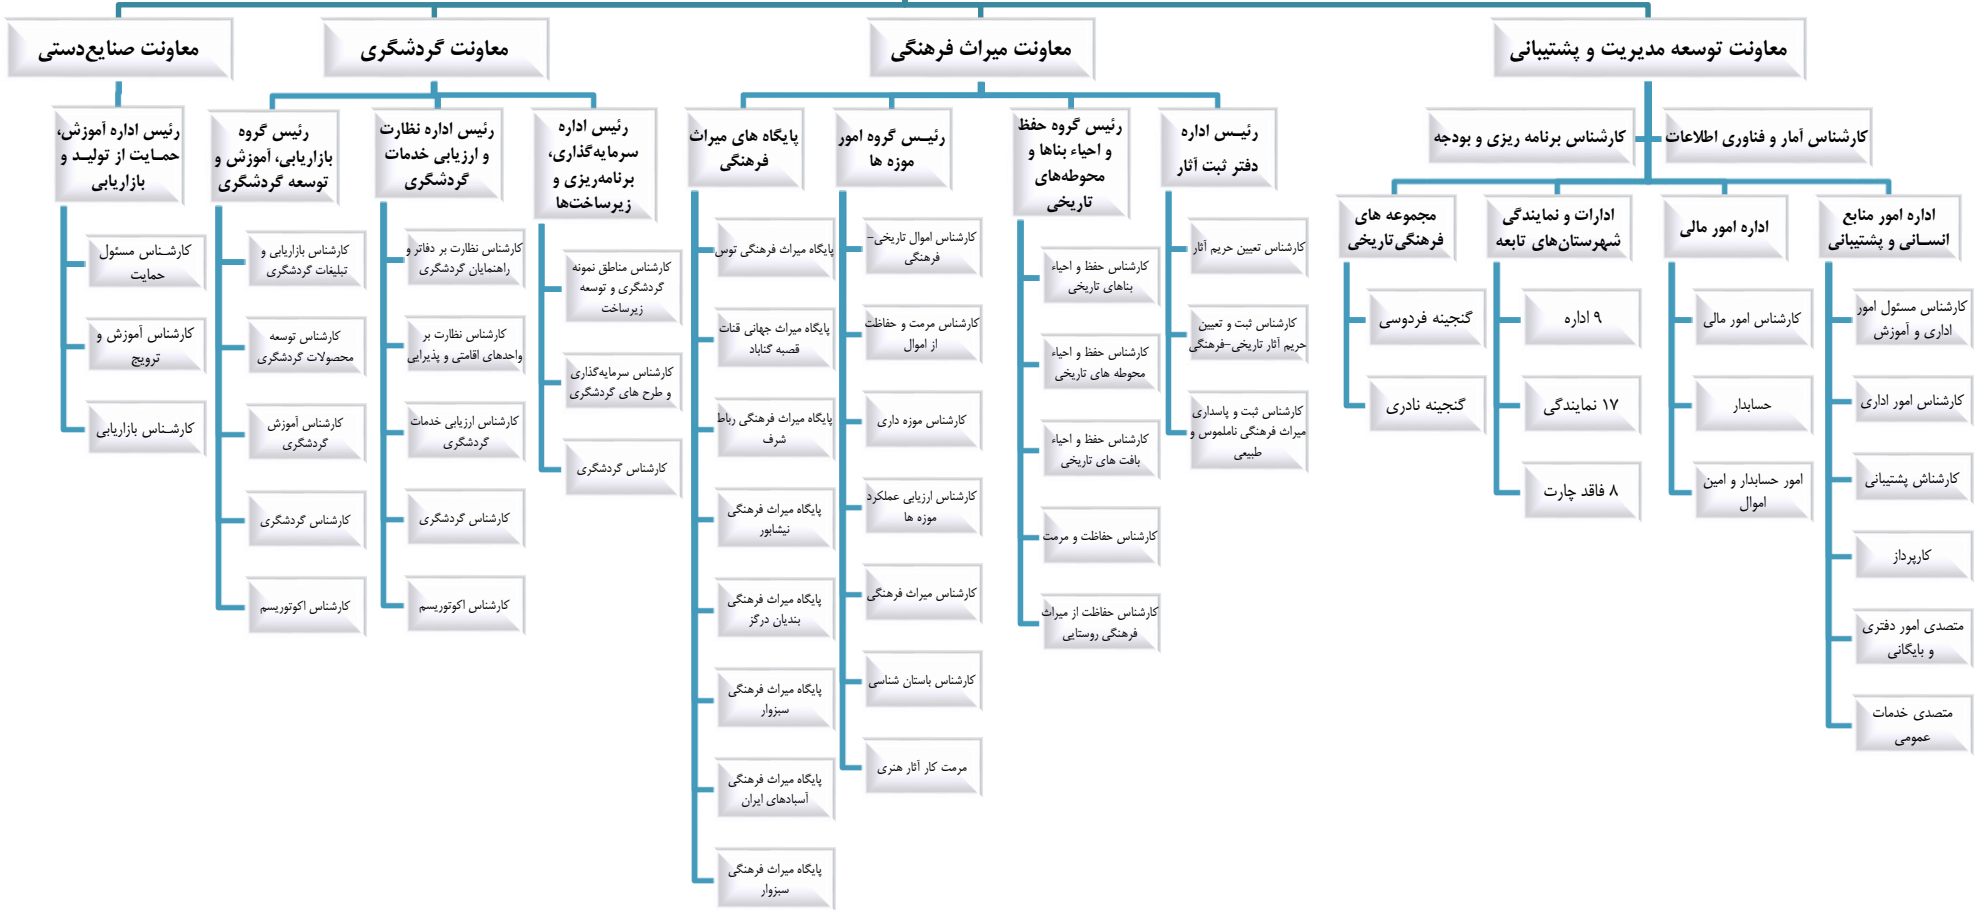 معاونت توسعه مدیریت و پشتیبانی
کارشناس آمار و فناوری اطلاعات
کارشناس برنامه ریزی و بودجه
اداره امور منابع
انسـانی و پشتیبانی
کارشناس مسئول امور
اداری و آموزش
کارشناس امور اداری
کارشناش پشتیبانی
کارپرداز
متصدی امور دفتری
و بایگانی
متصدی خدمات
عمومی
اداره امور مالی
کارشناس امور مالی
حسابدار
امور حسابدار و امین
اموال
ادارات و نمایندگی
شهرستان‌های تابعه
۹ اداره
۱۷ نمایندگی
۸ فاقد چارت
مجموعه های
فرهنگی‌تاریخی
گنجینه فردوسی
گنجینه نادری
معاونت میراث فرهنگی
رئیـس اداره
دفتر ثبت آثار
کارشناس تعیین حریم آثار
کارشناس ثبت و تعیین
حریم آثار تاریخی-فرهنگی
کارشناس ثبت و پاسداری
میراث فرهنگی ناملموس و
طبیعی
رئیس گروه حفظ
و احیاء بناها و
محوطه‌های
تاریخی
کارشناس حفظ و احیاء
بناهای تاریخی
کارشناس حفظ و احیاء
محوطه های تاریخی
کارشناس حفظ و احیاء
بافت های تاریخی
کارشناس حفاظت و مرمت
کارشناس حفاظت از میراث
فرهنگی روستایی
رئیـس گروه امور
موزه ها
کارشناس اموال تاریخی-
فرهنگی
کارشناس مرمت و حفاظت
از اموال
کارشناس موزه داری
کارشناس ارزیابی عملکرد
موزه ها
کارشناس میراث فرهنگی
کارشناس باستان شناسی
مرمت کار آثار هنری
پایگاه های میراث
فرهنگی
پایگاه میراث فرهنگی توس
پایگاه میراث جهانی قنات
قصبه گناباد
پایگاه میراث فرهنگی رباط
شرف
پایگاه میراث فرهنگی
نیشابور
پایگاه میراث فرهنگی
بندیان درگز
پایگاه میراث فرهنگی
سبزوار
پایگاه میراث فرهنگی
آسبادهای ایران
پایگاه میراث فرهنگی
سبزوار
معاونت گردشگری
رئیس اداره
سرمایه‌گذاری،
برنامه‌ریزی و
زیرساخت‌ها
کارشناس مناطق نمونه
گردشگری و توسعه
زیرساخت
کارشناس سرمایه‌گذاری
و طرح های گردشگری
کارشناس گردشگری
رئیس اداره نظارت
و ارزیابی خدمات
گردشگری
کارشناس نظارت بر دفاتر و
راهنمایان گردشگری
کارشناس نظارت بر
واحدهای اقامتی و پذیرایی
کارشناس ارزیابی خدمات
گردشگری
کارشناس گردشگری
کارشناس اکوتوریسم
رئیس گروه
بازاریابی، آموزش و
توسعه گردشگری
کارشناس بازاریابی و
تبلیغات گردشگری
کارشناس توسعه
محصولات گردشگری
کارشناس آموزش
گردشگری
کارشناس گردشگری
کارشناس اکوتوریسم
معاونت صنایع‌دستی
رئیس اداره آموزش،
حمـایت از تولیـد و
بازاریابی
کارشـناس مسئول
حمایت
کارشناس آموزش و
ترویج
کارشـناس بازاریابی